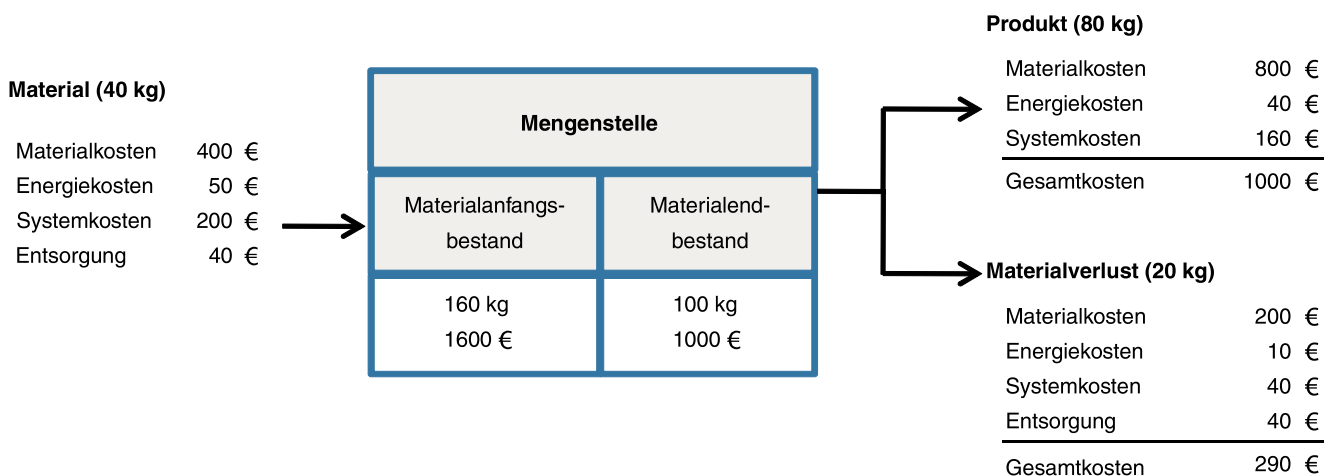 Material (40 kg)
Materialkosten 400 €
Energiekosten 50 €
Systemkosten 200 €
Entsorgung 40 €
Mengenstelle
Materialanfangs-
bestand
160 kg
1600 €
Materialend-
bestand
100 kg
1000 €
Produkt (80 kg)
Materialkosten 800 €
Energiekosten 40 €
Systemkosten 160 €
Gesamtkosten 1000 €
Materialverlust (20 kg)
Materialkosten 200 €
Energiekosten 10 €
Systemkosten 40 €
Entsorgung 40 €
Gesamtkosten 290 €